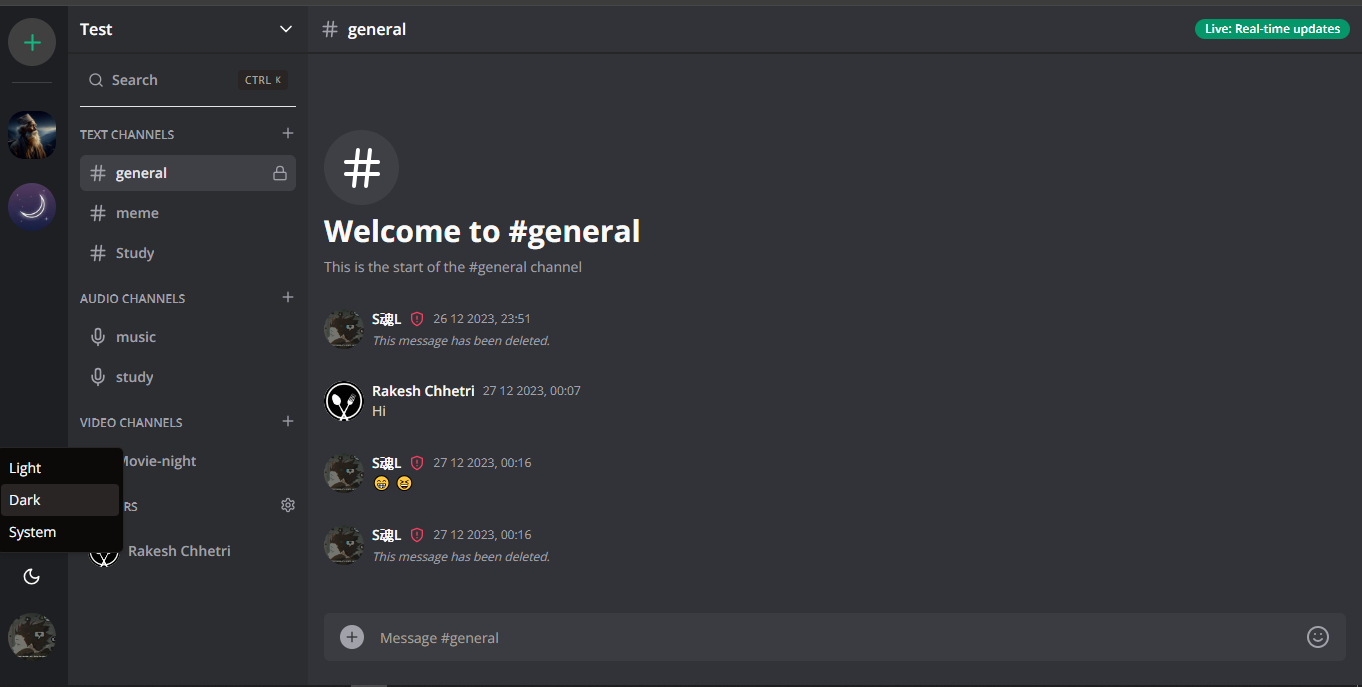 Test
Search
CTRL K
TEXT CHANNELS
general
meme
Study
AUDIO CHANNELS
music
study
VIDEO CHANNELS
Movie-night
RS
Rakesh Chhetri
Light
Dark
System
general
Live: Real-time updates
Welcome to #general
This is the start of the #general channel
S魂L 26 12 2023, 23:51
This message has been deleted.
Rakesh Chhetri 27 12 2023, 00:07
Hi
S魂L 27 12 2023, 00:16
😁 😆
S魂L 27 12 2023, 00:16
This message has been deleted.
Message #general